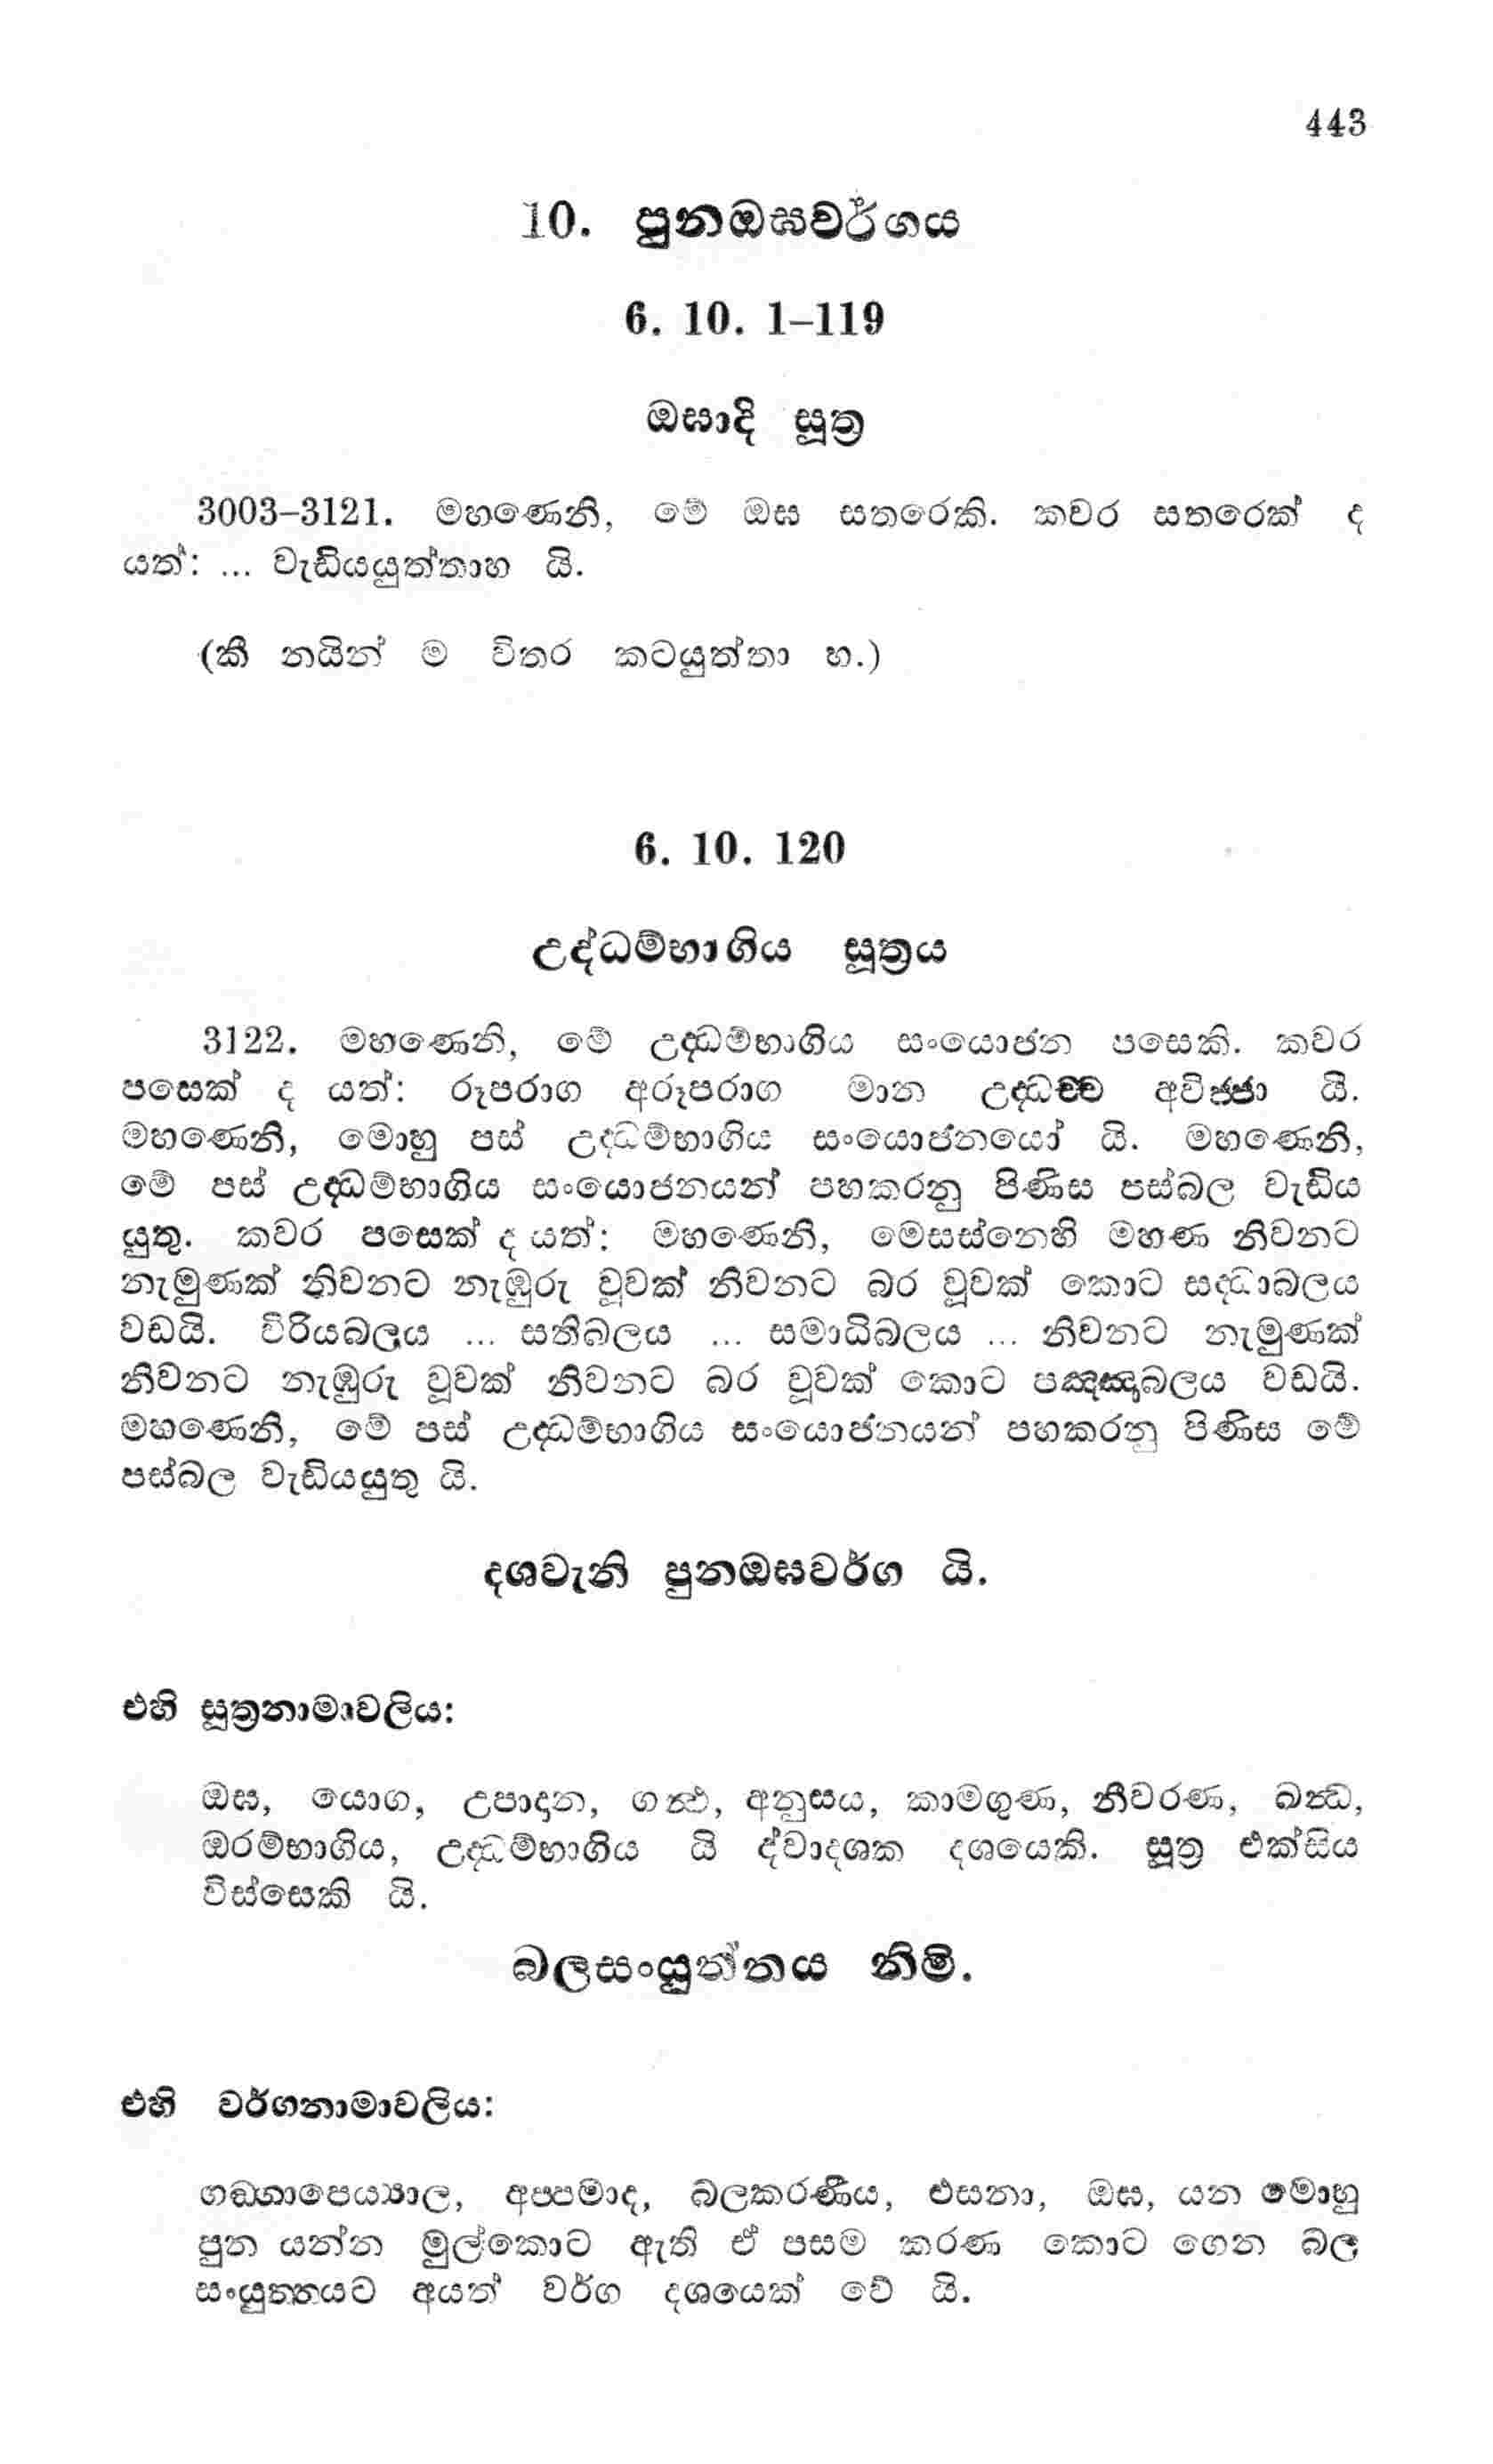 443
10. පුනඔඝවර්ගය
6. 10. 1–119
ඔඝාදි සූත්‍ර
3003–3121. මහණෙනි, මේ ඔඝ සතරෙකි. කවර සතරෙක් ද
යත්: ... වැඩියයුත්තාහ යි.
(කී නයින් ම විතර කටයුත්තා හ.)
6. 10. 120
උද්ධම්භාගිය සූත්‍රය
3122. මහණෙනි, මේ උද්‍ධම්භාගිය සංයොජන පසෙකි. කවර
පසෙක් ද යත්: රූපරාග අරූපරාග මාන උද්‍ධච්ච අවිජ්ජා යි.
මහණෙනි, මොහු පස් උද්‍ධම්භාගිය සංයොජනයෝ යි. මහණෙනි,
මේ පස් උද්‍ධම්භාගිය සංයොජනයන් පහකරනු පිණිස පස්බල වැඩිය
යුතු. කවර පසෙක් ද යත්: මහණෙනි, මෙසස්නෙහි මහණ නිවනට
නැමුණක් නිවනට නැඹුරු වූවක් නිවනට බර වූවක් කොට සද්‍ධාබලය
වඩයි. විරියබලය ... සතිබලය ... සමාධිබලය ... නිවනට නැමුණක්
නිවනට නැඹුරු වූවක් නිවනට බර වූවක් කොට පඤ්ඤාබලය වඩයි.
මහණෙනි, මේ පස් උද්‍ධම්භාගිය සංයොජනයන් පහකරනු පිණිස මේ
පස්බල වැඩියයුතු යි.
දශවැනි පුනඔඝවර්ග යි.
එහි සූත්‍රනාමාවලිය:
ඔඝ, යොග, උපාදාන, ගන්‍ථ, අනුසය, කාමගුණ, නීවරණ, ඛන්‍ධ,
ඔරම්භාගිය, උද්‍ධම්භාගිය යි ද්වාදශක දශයෙකි. සූත්‍ර එක්සිය
විස්සෙකි යි.
බලසංයුත්තය නිමි.
එහි වර්ගනාමාවලිය:
ගඞ්ගාපෙය්‍යාල, අප්පමාද, බලකරණීය, එසනා, ඔඝ, යන මොහු
පුන යන්න මුල්කොට ඇති ඒ පසම කරණ කොට ගෙන බල
සංයුත්තයට අයත් වර්ග දශයෙක් වේ යි.